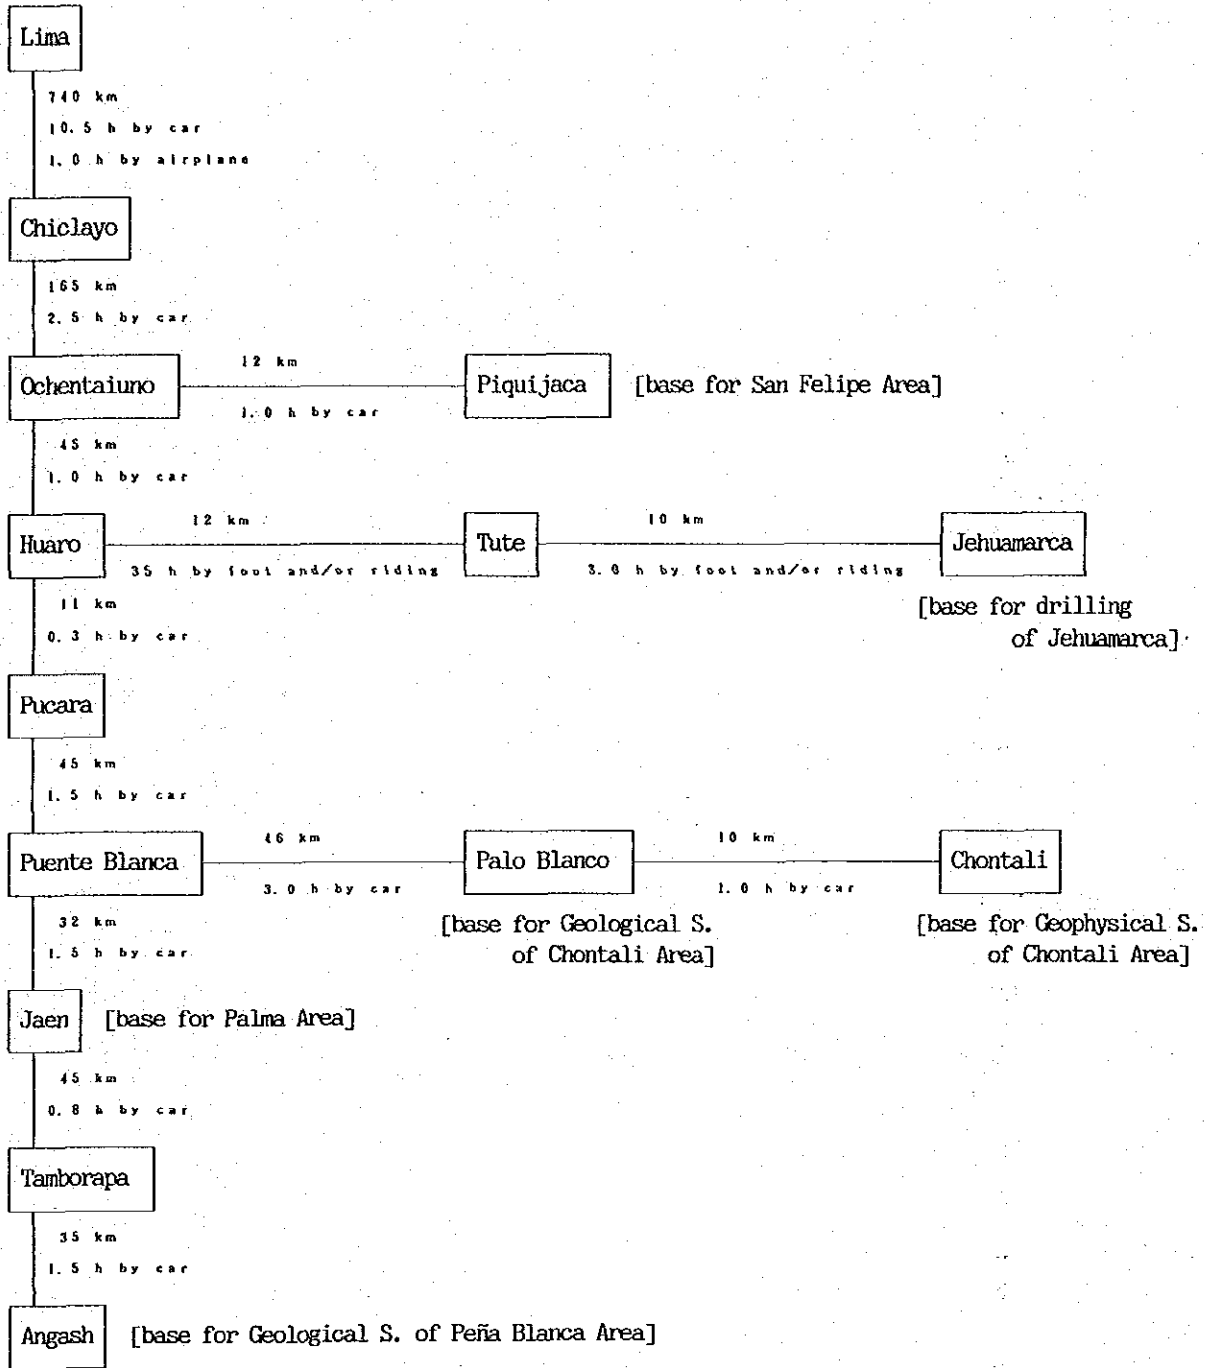 Lima
740 km
10.5 h by car
1.0 h by airplane
Chiclayo
165 km
2.5 h by car
Ochentaiuno
12 km
1.0 h by car
Piquijaca
[base for San Felipe Area]
45 km
1.0 h by car
Huaro
12 km
35 h by foot and/or riding
Tute
10 km
3.0 h by foot and/or riding
Jehuamarca
[base for drilling
of Jehuamarca]
11 km
0.3 h by car
Pucara
45 km
1.5 h by car
Puente Blanca
46 km
3.0 h by car
Palo Blanco
10 km
1.0 h by car
Chontali
[base for Geological S.
of Chontali Area]
[base for Geophysical S.
of Chontali Area]
32 km
1.5 h by car
Jaen
[base for Palma Area]
45 km
0.8 h by car
Tamborapa
35 km
1.5 h by car
Angash
[base for Geological S. of Peña Blanca Area]